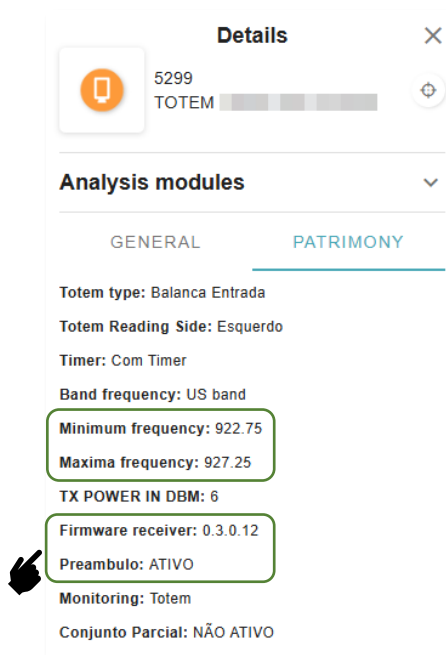 Details
5299
TOTEM
Analysis modules
GENERAL PATRIMONY
Totem type: Balanca Entrada
Totem Reading Side: Esquerdo
Timer: Com Timer
Band frequency: US band
Minimum frequency: 922.75
Maxima frequency: 927.25
TX POWER IN DBM: 6
Firmware receiver: 0.3.0.12
Preambulo: ATIVO
Monitoring: Totem
Conjunto Parcial: NÃO ATIVO